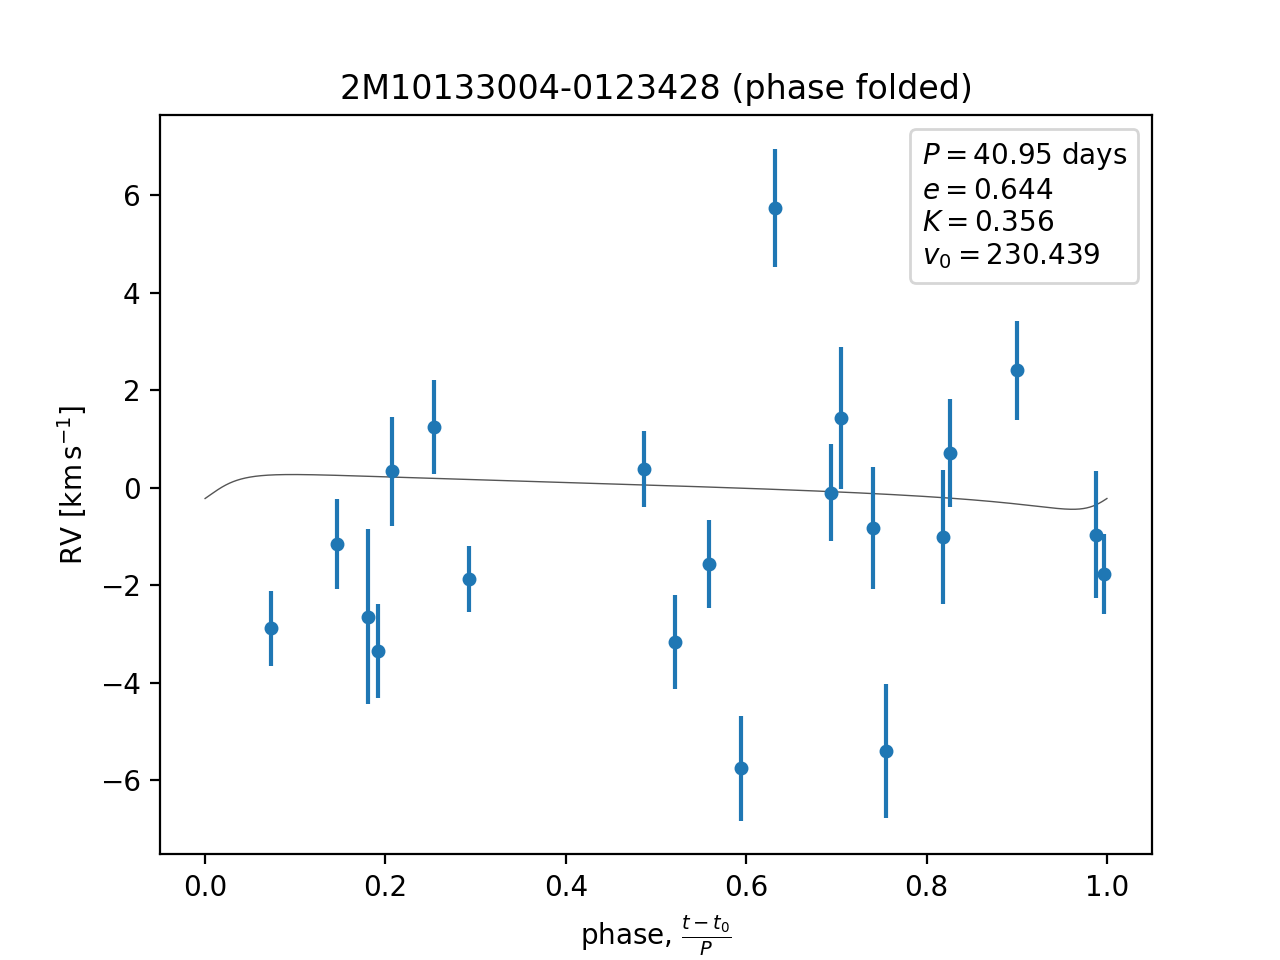 2M10133004-0123428 (phase folded)
P = 40.95 days
e = 0.644
K = 0.356
v₀ = 230.439
RV [km s⁻¹]
6
4
2
0
−2
−4
−6
0.0 0.2 0.4 0.6 0.8 1.0
phase, (t − t₀)/P